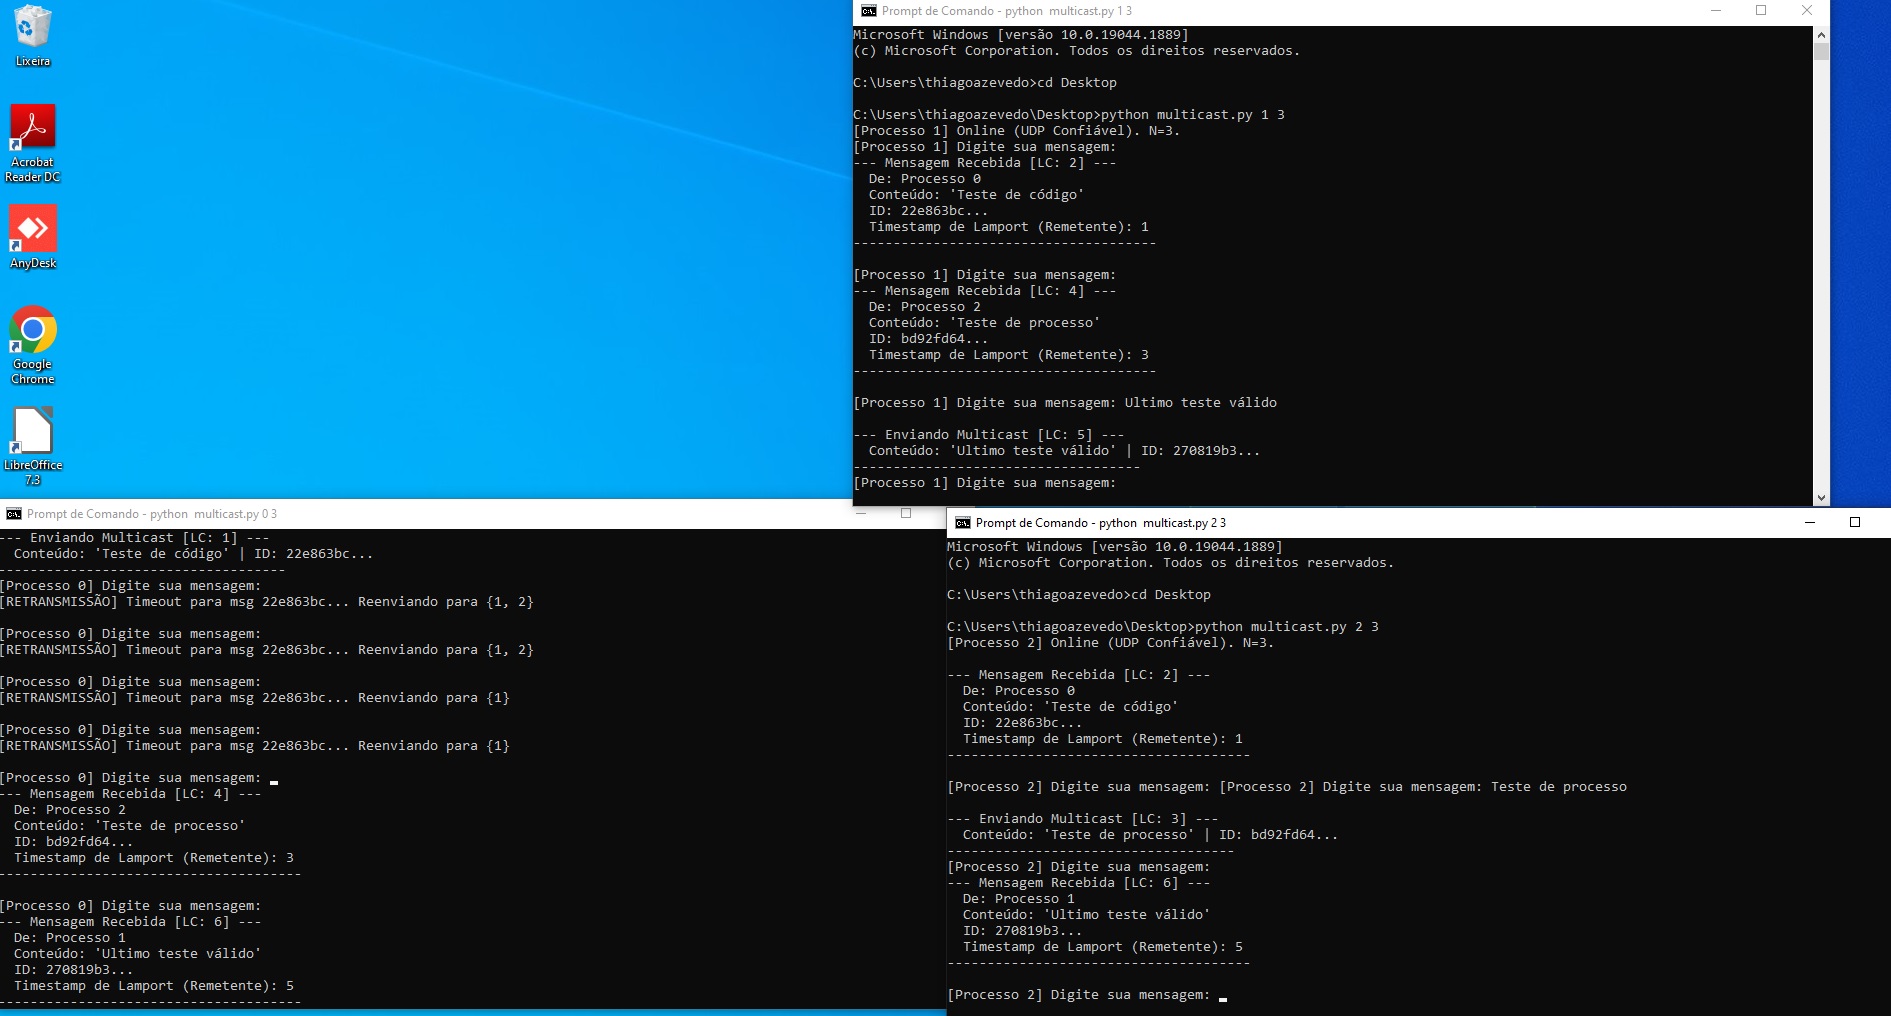 Lixeira
Acrobat
Reader DC
AnyDesk
Google
Chrome
LibreOffice
7.3
Prompt de Comando - python  multicast.py 1 3
Microsoft Windows [versão 10.0.19044.1889]
(c) Microsoft Corporation. Todos os direitos reservados.
C:\Users\thiagoazevedo>cd Desktop
C:\Users\thiagoazevedo\Desktop>python multicast.py 1 3
[Processo 1] Online (UDP Confiável). N=3.
[Processo 1] Digite sua mensagem:
--- Mensagem Recebida [LC: 2] ---
  De: Processo 0
  Conteúdo: 'Teste de código'
  ID: 22e863bc...
  Timestamp de Lamport (Remetente): 1
--------------------------------------
[Processo 1] Digite sua mensagem:
--- Mensagem Recebida [LC: 4] ---
  De: Processo 2
  Conteúdo: 'Teste de processo'
  ID: bd92fd64...
  Timestamp de Lamport (Remetente): 3
--------------------------------------
[Processo 1] Digite sua mensagem: Ultimo teste válido
--- Enviando Multicast [LC: 5] ---
  Conteúdo: 'Ultimo teste válido' | ID: 270819b3...
------------------------------------
[Processo 1] Digite sua mensagem:
Prompt de Comando - python  multicast.py 0 3
--- Enviando Multicast [LC: 1] ---
  Conteúdo: 'Teste de código' | ID: 22e863bc...
------------------------------------
[Processo 0] Digite sua mensagem:
[RETRANSMISSÃO] Timeout para msg 22e863bc... Reenviando para {1, 2}
[Processo 0] Digite sua mensagem:
[RETRANSMISSÃO] Timeout para msg 22e863bc... Reenviando para {1, 2}
[Processo 0] Digite sua mensagem:
[RETRANSMISSÃO] Timeout para msg 22e863bc... Reenviando para {1}
[Processo 0] Digite sua mensagem:
[RETRANSMISSÃO] Timeout para msg 22e863bc... Reenviando para {1}
[Processo 0] Digite sua mensagem:
--- Mensagem Recebida [LC: 4] ---
  De: Processo 2
  Conteúdo: 'Teste de processo'
  ID: bd92fd64...
  Timestamp de Lamport (Remetente): 3
--------------------------------------
[Processo 0] Digite sua mensagem:
--- Mensagem Recebida [LC: 6] ---
  De: Processo 1
  Conteúdo: 'Ultimo teste válido'
  ID: 270819b3...
  Timestamp de Lamport (Remetente): 5
--------------------------------------
Prompt de Comando - python  multicast.py 2 3
Microsoft Windows [versão 10.0.19044.1889]
(c) Microsoft Corporation. Todos os direitos reservados.
C:\Users\thiagoazevedo>cd Desktop
C:\Users\thiagoazevedo\Desktop>python multicast.py 2 3
[Processo 2] Online (UDP Confiável). N=3.
--- Mensagem Recebida [LC: 2] ---
  De: Processo 0
  Conteúdo: 'Teste de código'
  ID: 22e863bc...
  Timestamp de Lamport (Remetente): 1
--------------------------------------
[Processo 2] Digite sua mensagem: [Processo 2] Digite sua mensagem: Teste de processo
--- Enviando Multicast [LC: 3] ---
  Conteúdo: 'Teste de processo' | ID: bd92fd64...
------------------------------------
[Processo 2] Digite sua mensagem:
--- Mensagem Recebida [LC: 6] ---
  De: Processo 1
  Conteúdo: 'Ultimo teste válido'
  ID: 270819b3...
  Timestamp de Lamport (Remetente): 5
--------------------------------------
[Processo 2] Digite sua mensagem: